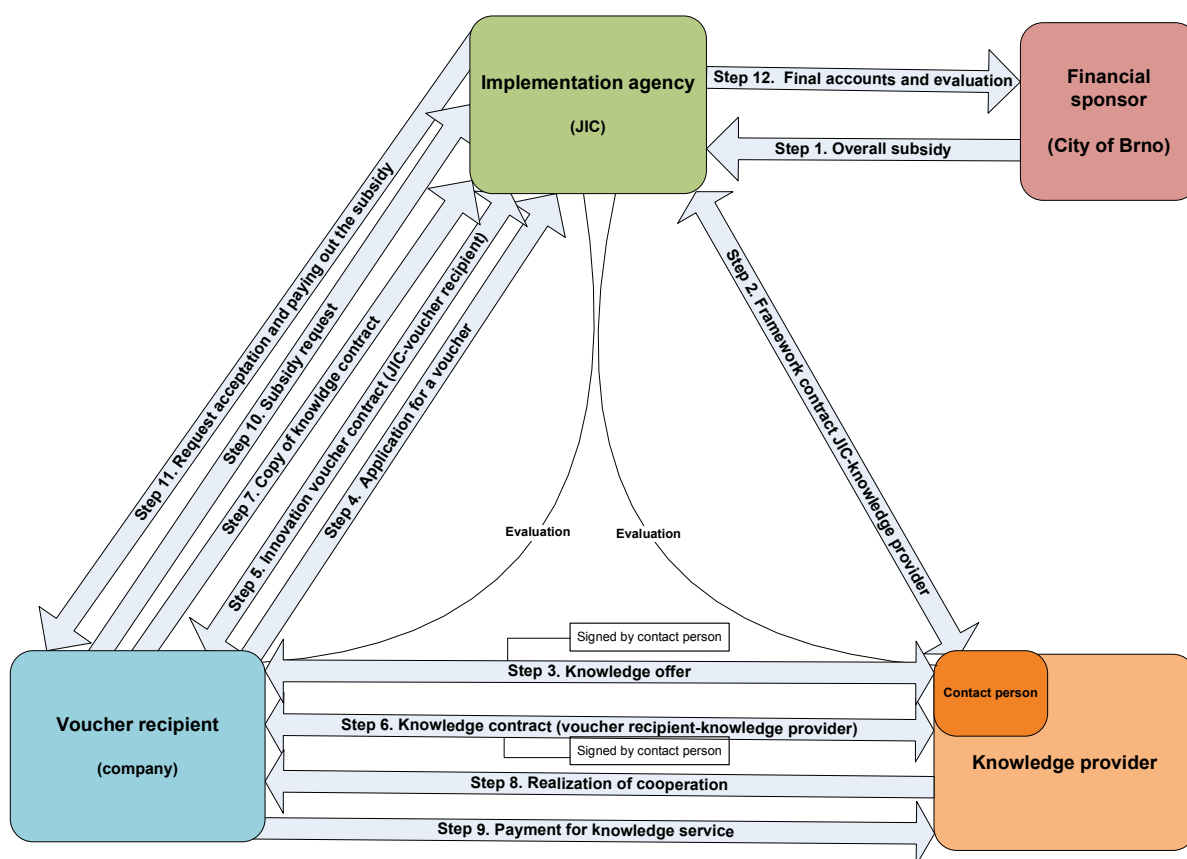 Implementation agency
(JIC)
Step 12.  Final accounts and evaluation
Financial
sponsor
(City of Brno)
Step 1. Overall subsidy
Step 11. Request acceptation and paying out the subsidy
Step 10. Subsidy request
Step 7. Copy of knowldge contract
Step 5. Innovation voucher contract (JIC-voucher recipient)
Step 4. Application for a voucher
Step 2. Framework contract JIC-knowledge provider
Evaluation
Evaluation
Signed by contact person
Step 3. Knowledge offer
Contact person
Voucher recipient
(company)
Step 6. Knowledge contract (voucher recipient-knowledge provider)
Signed by contact person
Knowledge provider
Step 8. Realization of cooperation
Step 9. Payment for knowledge service